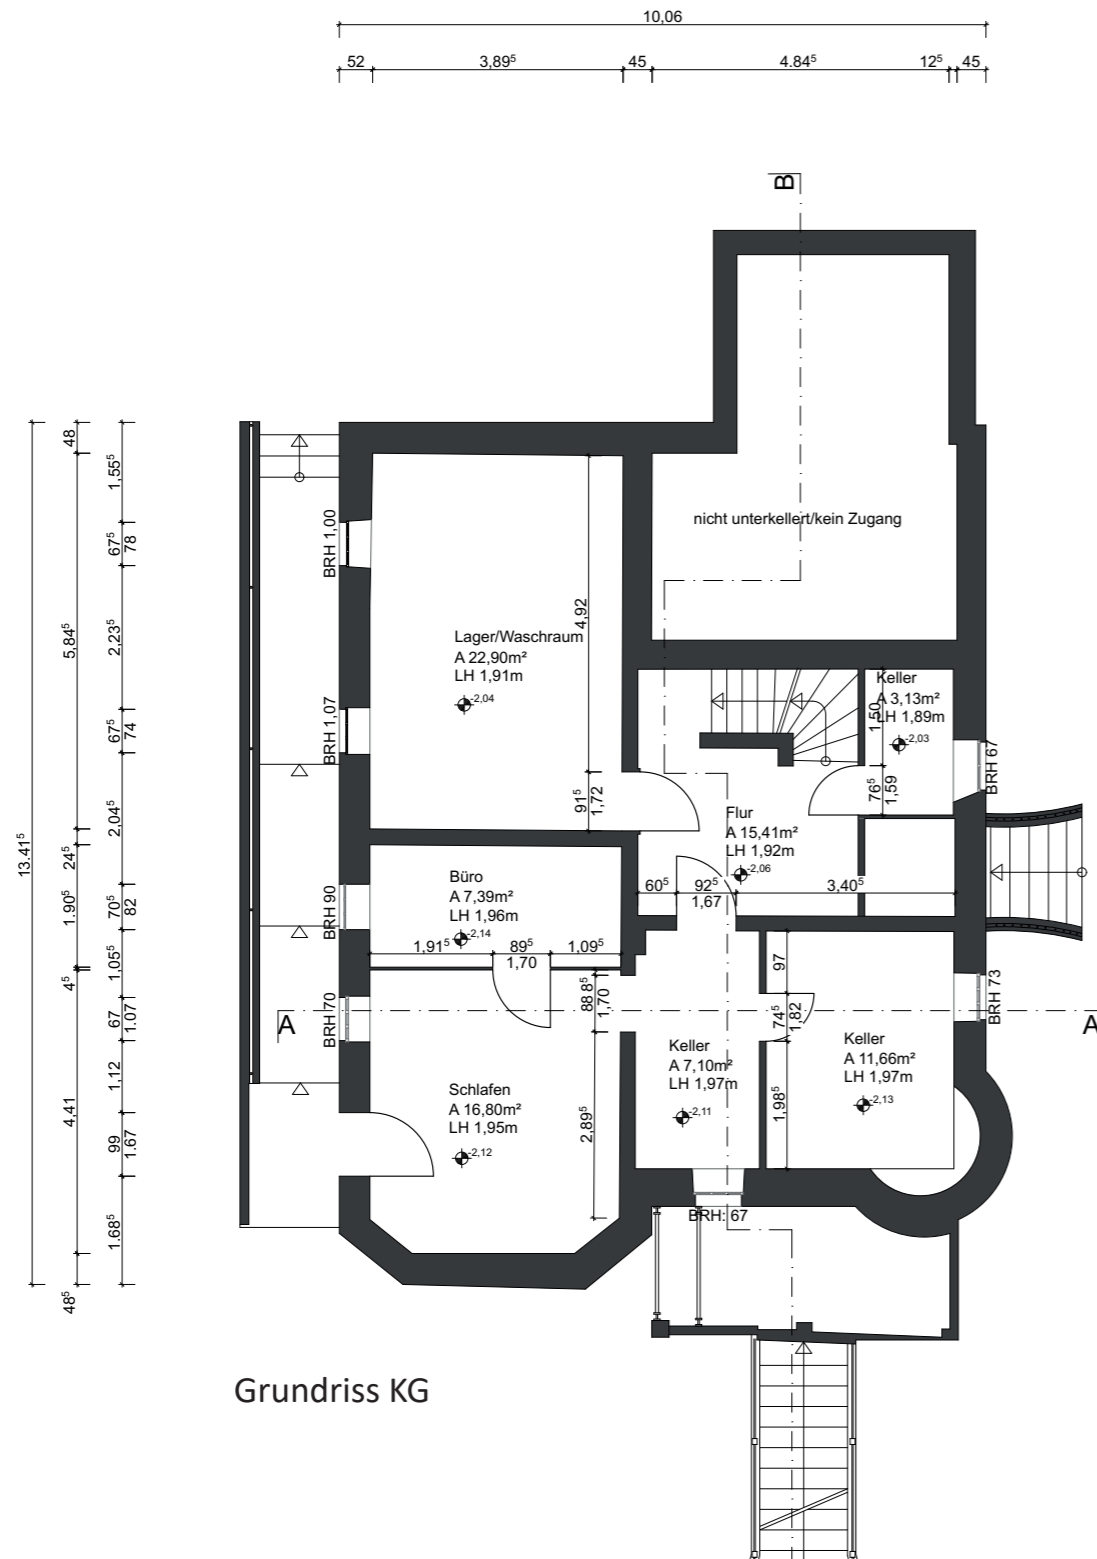 10,06
52 3,89⁵ 45 4.84⁵ 12⁵ 45
B
48
1,55⁵
67⁵
78
BRH 1,00
nicht unterkellert/kein Zugang
5,84⁵
2,23⁵
4,92
Lager/Waschraum
A 22,90m²
LH 1,91m
-2,04
Keller
A 3,13m²
LH 1,89m
-2,03
1,50
67⁵
74
BRH 1,07
BRH 67
91⁵
1,72
76⁵
1,59
2,04⁵
13.41⁵
Flur
A 15,41m²
LH 1,92m
-2,06
24⁵
Büro
A 7,39m²
LH 1,96m
-2,14
1.90⁵
70⁵
82
BRH 90
60⁵ 92⁵ 3,40⁵
1,67
1,91⁵ 89⁵ 1,09⁵
1,70
1,05⁵
97
4⁵
88 8⁵
1,70
BRH 73
67
1.07
BRH 70
74⁵
1,82
A A
Keller
A 7,10m²
LH 1,97m
-2,11
Keller
A 11,66m²
LH 1,97m
-2,13
1,12
Schlafen
A 16,80m²
LH 1,95m
-2,12
4,41
2,89⁵
1,98⁵
99
1.67
1.68⁵
BRH: 67
48⁵
Grundriss KG